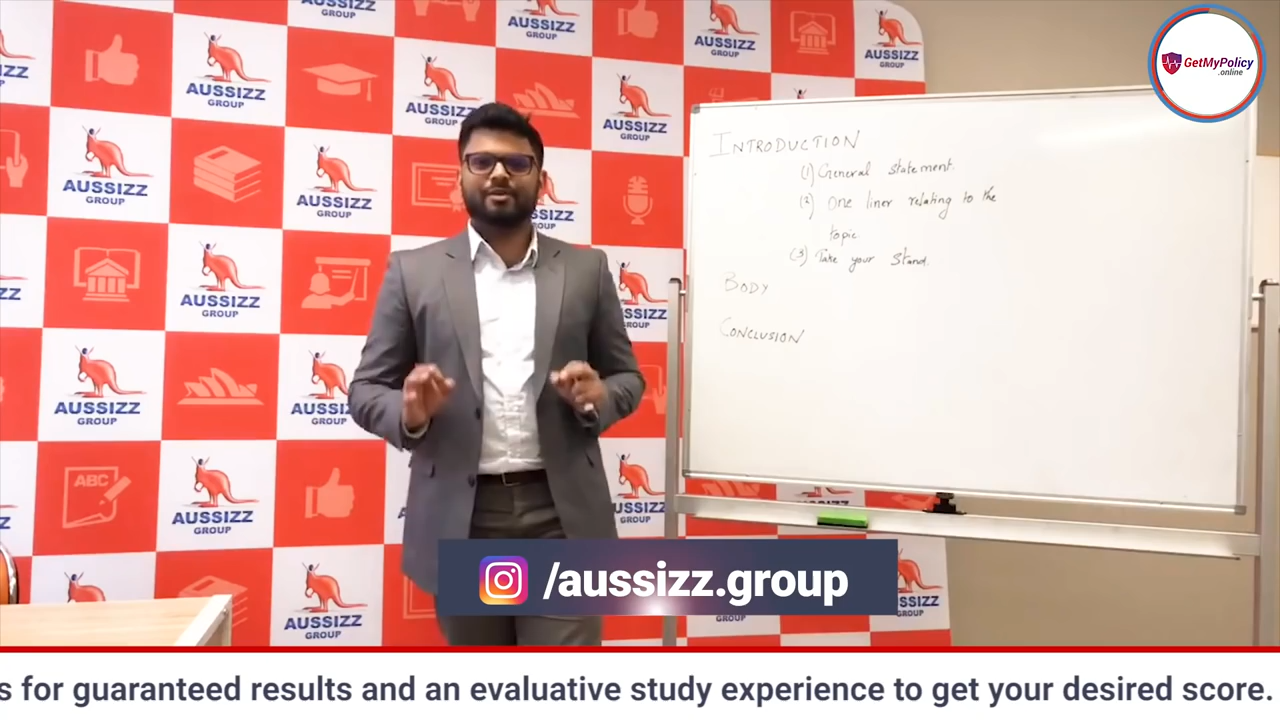 GetMyPolicy
.online
INTRODUCTION
(1) General statement.
(2) One liner relating to the
topic
(3) Take your stand.
BODY
CONCLUSION
AUSSIZZ
GROUP
ABC
/aussizz.group
s for guaranteed results and an evaluative study experience to get your desired score.